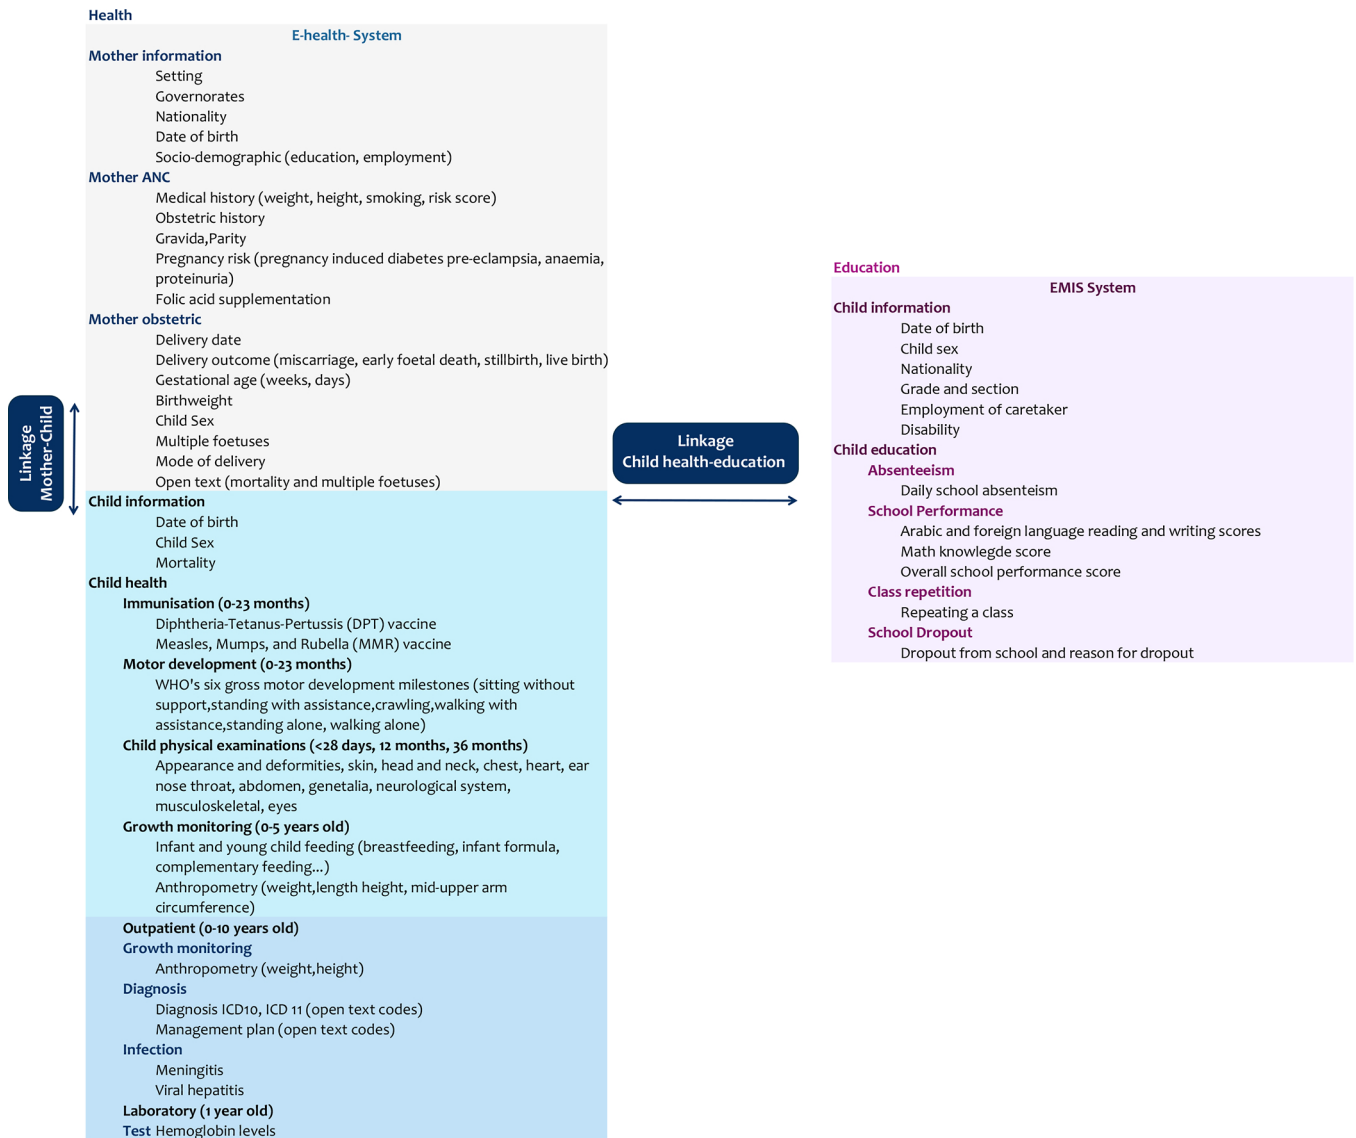 Health
E-health- System
Mother information
Setting
Governorates
Nationality
Date of birth
Socio-demographic (education, employment)
Mother ANC
Medical history (weight, height, smoking, risk score)
Obstetric history
Gravida,Parity
Pregnancy risk (pregnancy induced diabetes pre-eclampsia, anaemia,
proteinuria)
Folic acid supplementation
Mother obstetric
Delivery date
Delivery outcome (miscarriage, early foetal death, stillbirth, live birth)
Gestational age (weeks, days)
Birthweight
Child Sex
Multiple foetuses
Mode of delivery
Open text (mortality and multiple foetuses)
Child information
Date of birth
Child Sex
Mortality
Child health
Immunisation (0-23 months)
Diphtheria-Tetanus-Pertussis (DPT) vaccine
Measles, Mumps, and Rubella (MMR) vaccine
Motor development (0-23 months)
WHO's six gross motor development milestones (sitting without
support,standing with assistance,crawling,walking with
assistance,standing alone, walking alone)
Child physical examinations (<28 days, 12 months, 36 months)
Appearance and deformities, skin, head and neck, chest, heart, ear
nose throat, abdomen, genetalia, neurological system,
musculoskeletal, eyes
Growth monitoring (0-5 years old)
Infant and young child feeding (breastfeeding, infant formula,
complementary feeding...)
Anthropometry (weight,length height, mid-upper arm
circumference)
Outpatient (0-10 years old)
Growth monitoring
Anthropometry (weight,height)
Diagnosis
Diagnosis ICD10, ICD 11 (open text codes)
Management plan (open text codes)
Infection
Meningitis
Viral hepatitis
Laboratory (1 year old)
Test Hemoglobin levels
Linkage
Mother-Child
Linkage
Child health-education
Education
EMIS System
Child information
Date of birth
Child sex
Nationality
Grade and section
Employment of caretaker
Disability
Child education
Absenteeism
Daily school absenteism
School Performance
Arabic and foreign language reading and writing scores
Math knowlegde score
Overall school performance score
Class repetition
Repeating a class
School Dropout
Dropout from school and reason for dropout